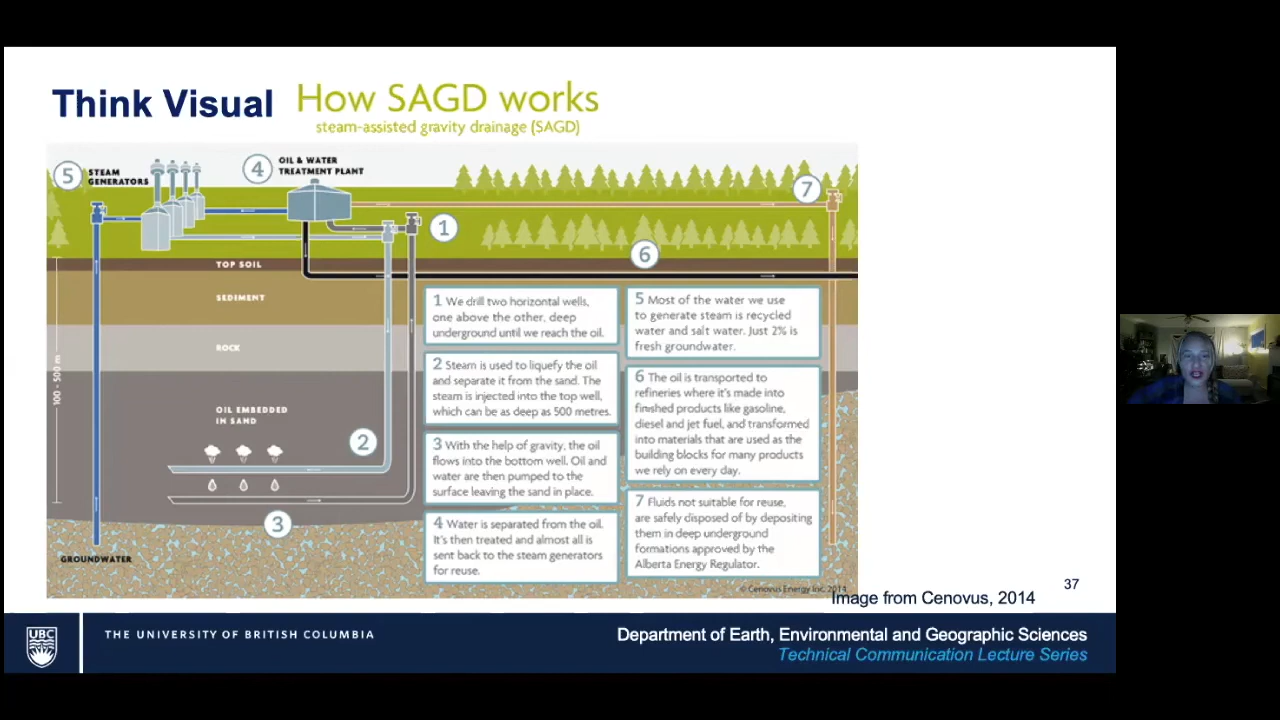 Think Visual
How SAGD works
steam-assisted gravity drainage (SAGD)
5
STEAM
GENERATORS
4
OIL & WATER
TREATMENT PLANT
7
1
6
TOP SOIL
SEDIMENT
ROCK
100 - 500 m
OIL EMBEDDED
IN SAND
2
3
GROUNDWATER
1 We drill two horizontal wells,
one above the other, deep
underground until we reach the oil.
2 Steam is used to liquefy the oil
and separate it from the sand. The
steam is injected into the top well,
which can be as deep as 500 metres.
3 With the help of gravity, the oil
flows into the bottom well. Oil and
water are then pumped to the
surface leaving the sand in place.
4 Water is separated from the oil.
It's then treated and almost all is
sent back to the steam generators
for reuse.
5 Most of the water we use
to generate steam is recycled
water and salt water. Just 2% is
fresh groundwater.
6 The oil is transported to
refineries where it's made into
finished products like gasoline,
diesel and jet fuel, and transformed
into materials that are used as the
building blocks for many products
we rely on every day.
7 Fluids not suitable for reuse,
are safely disposed of by depositing
them in deep underground
formations approved by the
Alberta Energy Regulator.
© Cenovus Energy Inc. 2014
Image from Cenovus, 2014
37
UBC
THE UNIVERSITY OF BRITISH COLUMBIA
Department of Earth, Environmental and Geographic Sciences
Technical Communication Lecture Series